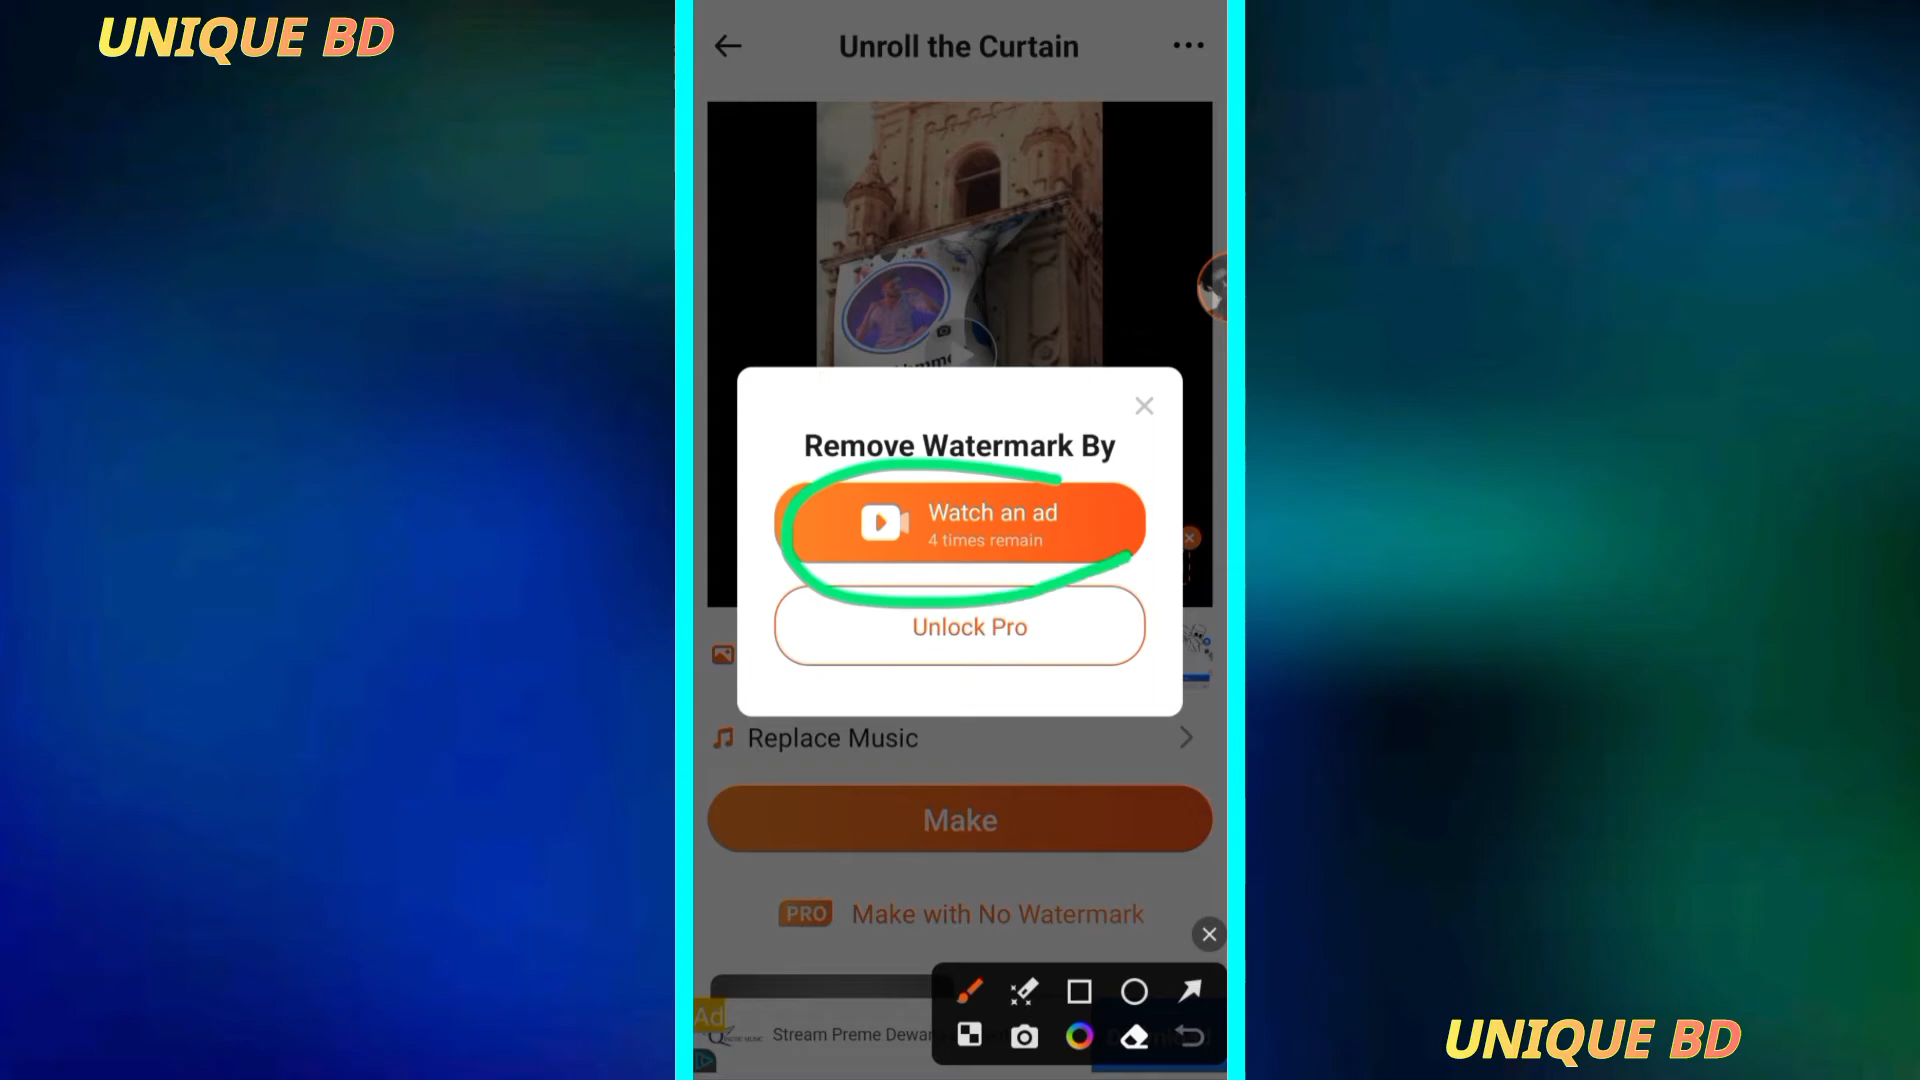 UNIQUE BD
Unroll the Curtain
Remove Watermark By
Watch an ad
4 times remain
Unlock Pro
Replace Music
Make
PRO Make with No Watermark
Ad
Stream Preme Dewan
UNIQUE BD